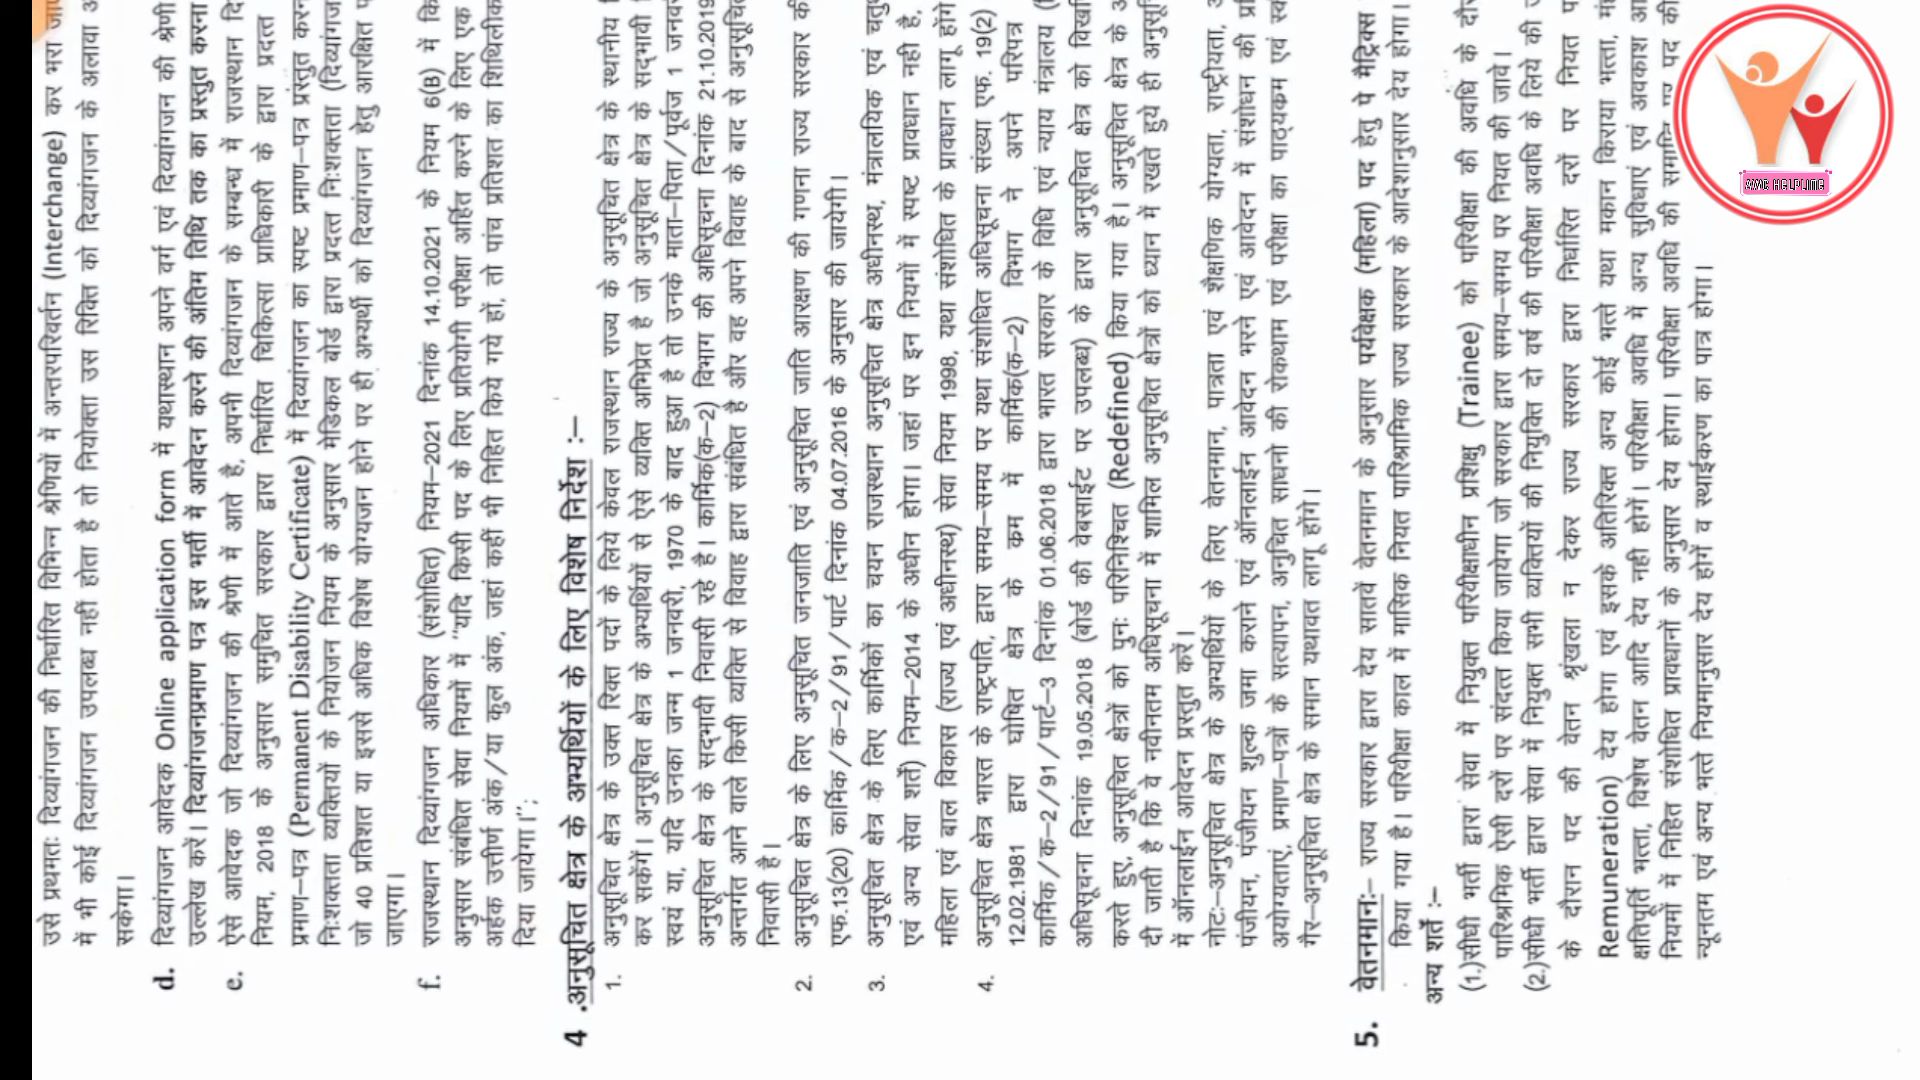 उसे प्रथमतः दिव्यांगजन की निर्धारित विभिन्न श्रेणियों में अन्तरपरिवर्तन (Interchange) कर भरा जाए
में भी कोई दिव्यांगजन उपलब्ध नहीं होता है तो नियोक्ता उस रिक्ति को दिव्यांगजन के अलावा अ
सकेगा।
d. दिव्यांगजन आवेदक Online application form में यथास्थान अपने वर्ग एवं दिव्यांगजन की श्रेणी
उल्लेख करें। दिव्यांगजनप्रमाण पत्र इस भर्ती में आवेदन करने की अंतिम तिथि तक का प्रस्तुत करना
e. ऐसे आवेदक जो दिव्यांगजन की श्रेणी में आते है, अपनी दिव्यांगजन के सम्बन्ध में राजस्थान दि
नियम, 2018 के अनुसार समुचित सरकार द्वारा निर्धारित चिकित्सा प्राधिकारी के द्वारा प्रदत्त
प्रमाण–पत्र (Permanent Disability Certificate) में दिव्यांगजन का स्पष्ट प्रमाण–पत्र प्रस्तुत करन
निःशक्तता व्यक्तियों के नियोजन नियम के अनुसार मेडिकल बोर्ड द्वारा प्रदत्त निःशक्तता (दिव्यांगज
जो 40 प्रतिशत या इससे अधिक विशेष योग्यजन होने पर ही अभ्यर्थी को दिव्यांगजन हेतु आरक्षित प
जाएगा।
f. राजस्थान दिव्यांगजन अधिकार (संशोधित) नियम–2021 दिनांक 14.10.2021 के नियम 6(B) में कि
अनुसार संबंधित सेवा नियमों में "यदि किसी पद के लिए प्रतियोगी परीक्षा अर्हित करने के लिए एक
अर्हक उत्तीर्ण अंक/या कुल अंक, जहां कहीं भी निहित किये गये हों, तो पांच प्रतिशत का शिथिलीक
दिया जायेगा।";
4 .अनुसूचित क्षेत्र के अभ्यर्थियों के लिए विशेष निर्देश :–
1. अनुसूचित क्षेत्र के उक्त रिक्त पदों के लिये केवल राजस्थान राज्य के अनुसूचित क्षेत्र के स्थानीय
कर सकेंगें। अनुसूचित क्षेत्र के अभ्यर्थियों से ऐसे व्यक्ति अभिप्रेत है जो अनुसूचित क्षेत्र के सद्भावी
स्वयं या, यदि उनका जन्म 1 जनवरी, 1970 के बाद हुआ है तो उनके माता–पिता/पूर्वज 1 जनव
अनुसूचित क्षेत्र के सद्भावी निवासी रहे है। कार्मिक(क–2) विभाग की अधिसूचना दिनांक 21.10.2019
अन्तर्गत आने वाले किसी व्यक्ति से विवाह द्वारा संबंधित है और वह अपने विवाह के बाद से अनुसूचित
निवासी है।
2. अनुसूचित क्षेत्र के लिए अनुसूचित जनजाति एवं अनुसूचित जाति आरक्षण की गणना राज्य सरकार की
एफ.13(20) कार्मिक/क–2/91/पार्ट दिनांक 04.07.2016 के अनुसार की जायेगी।
3. अनुसूचित क्षेत्र के लिए कार्मिकों का चयन राजस्थान अनुसूचित क्षेत्र अधीनस्थ, मंत्रालयिक एवं चतुर
एवं अन्य सेवा शर्तें) नियम–2014 के अधीन होगा। जहां पर इन नियमों में स्पष्ट प्रावधान नही है,
महिला एवं बाल विकास (राज्य एवं अधीनस्थ) सेवा नियम 1998, यथा संशोधित के प्रावधान लागू होंगे
4. अनुसूचित क्षेत्र भारत के राष्ट्रपति, द्वारा समय–समय पर यथा संशोधित अधिसूचना संख्या एफ. 19(2)
12.02.1981 द्वारा घोषित क्षेत्र के कम में कार्मिक(क–2) विभाग ने अपने परिपत्र
कार्मिक/क–2/91/पार्ट–3 दिनांक 01.06.2018 द्वारा भारत सरकार के विधि एवं न्याय मंत्रालय (
अधिसूचना दिनांक 19.05.2018 (बोर्ड की वेबसाईट पर उपलब्ध) के द्वारा अनुसूचित क्षेत्र को विखंडि
करते हुए, अनुसूचित क्षेत्रों को पुनः परिनिश्चित (Redefined) किया गया है। अनुसूचित क्षेत्र के अ
दी जाती है कि वे नवीनतम अधिसूचना में शामिल अनुसूचित क्षेत्रों को ध्यान में रखते हुये ही अनुसूचि
में ऑनलाईन आवेदन प्रस्तुत करें।
नोटः–अनुसूचित क्षेत्र के अभ्यर्थियों के लिए वेतनमान, पात्रता एवं शैक्षणिक योग्यता, राष्ट्रीयता, अ
पंजीयन, पंजीयन शुल्क जमा कराने एवं ऑनलाईन आवेदन भरने एवं आवेदन में संशोधन की प्रि
अयोग्यताएं, प्रमाण–पत्रों के सत्यापन, अनुचित साधनों की रोकथाम एवं परीक्षा का पाठ्यकम एवं स्की
गैर–अनुसूचित क्षेत्र के समान यथावत लागू होंगे।
5. वेतनमानः– राज्य सरकार द्वारा देय सातवें वेतनमान के अनुसार पर्यवेक्षक (महिला) पद हेतु पे मैट्रिक्स
किया गया है। परिवीक्षा काल में मासिक नियत पारिश्रमिक राज्य सरकार के आदेशानुसार देय होगा।
अन्य शर्तें :–
(1.)सीधी भर्ती द्वारा सेवा में नियुक्त परिवीक्षाधीन प्रशिक्षु (Trainee) को परिवीक्षा की अवधि के दौर
पारिश्रमिक ऐसी दरों पर संदत्त किया जायेगा जो सरकार द्वारा समय–समय पर नियत की जावे।
(2.)सीधी भर्ती द्वारा सेवा में नियुक्त सभी व्यक्तियों की नियुक्ति दो वर्ष की परिवीक्षा अवधि के लिये की
के दौरान पद की वेतन श्रृंखला न देकर राज्य सरकार द्वारा निर्धारित दरों पर नियत प
Remuneration) देय होगा एवं इसके अतिरिक्त अन्य कोई भत्ते यथा मकान किराया भत्ता, मं
क्षतिपूर्ति भत्ता, विशेष वेतन आदि देय नही होगें। परिवीक्षा अवधि में अन्य सुविधाएं एवं अवकाश आ
नियमों में निहित संशोधित प्रावधानों के अनुसार देय होगा। परिवीक्षा अवधि की समाप्ति पर पद की
न्यूनतम एवं अन्य भत्ते नियमानुसार देय होगें व स्थाईकरण का पात्र होगा।
AWC HELPLINE